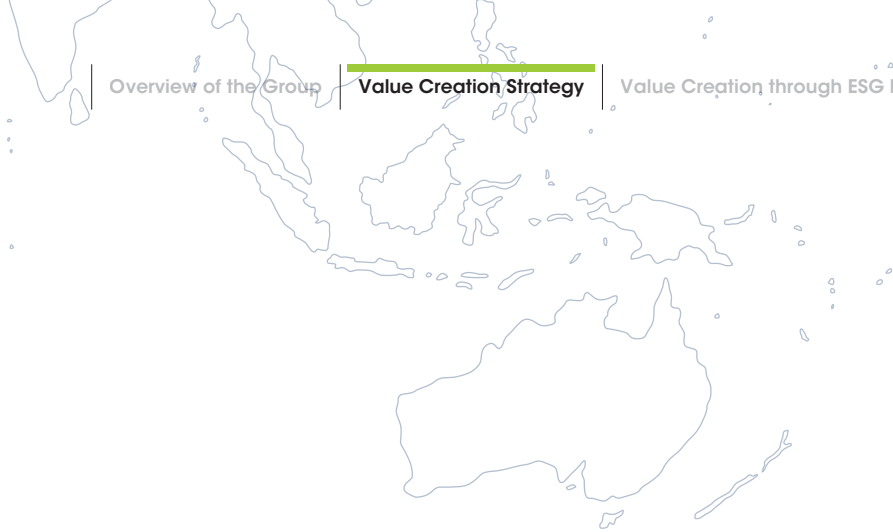 Overview of the Group
Value Creation Strategy
Value Creation through ESG